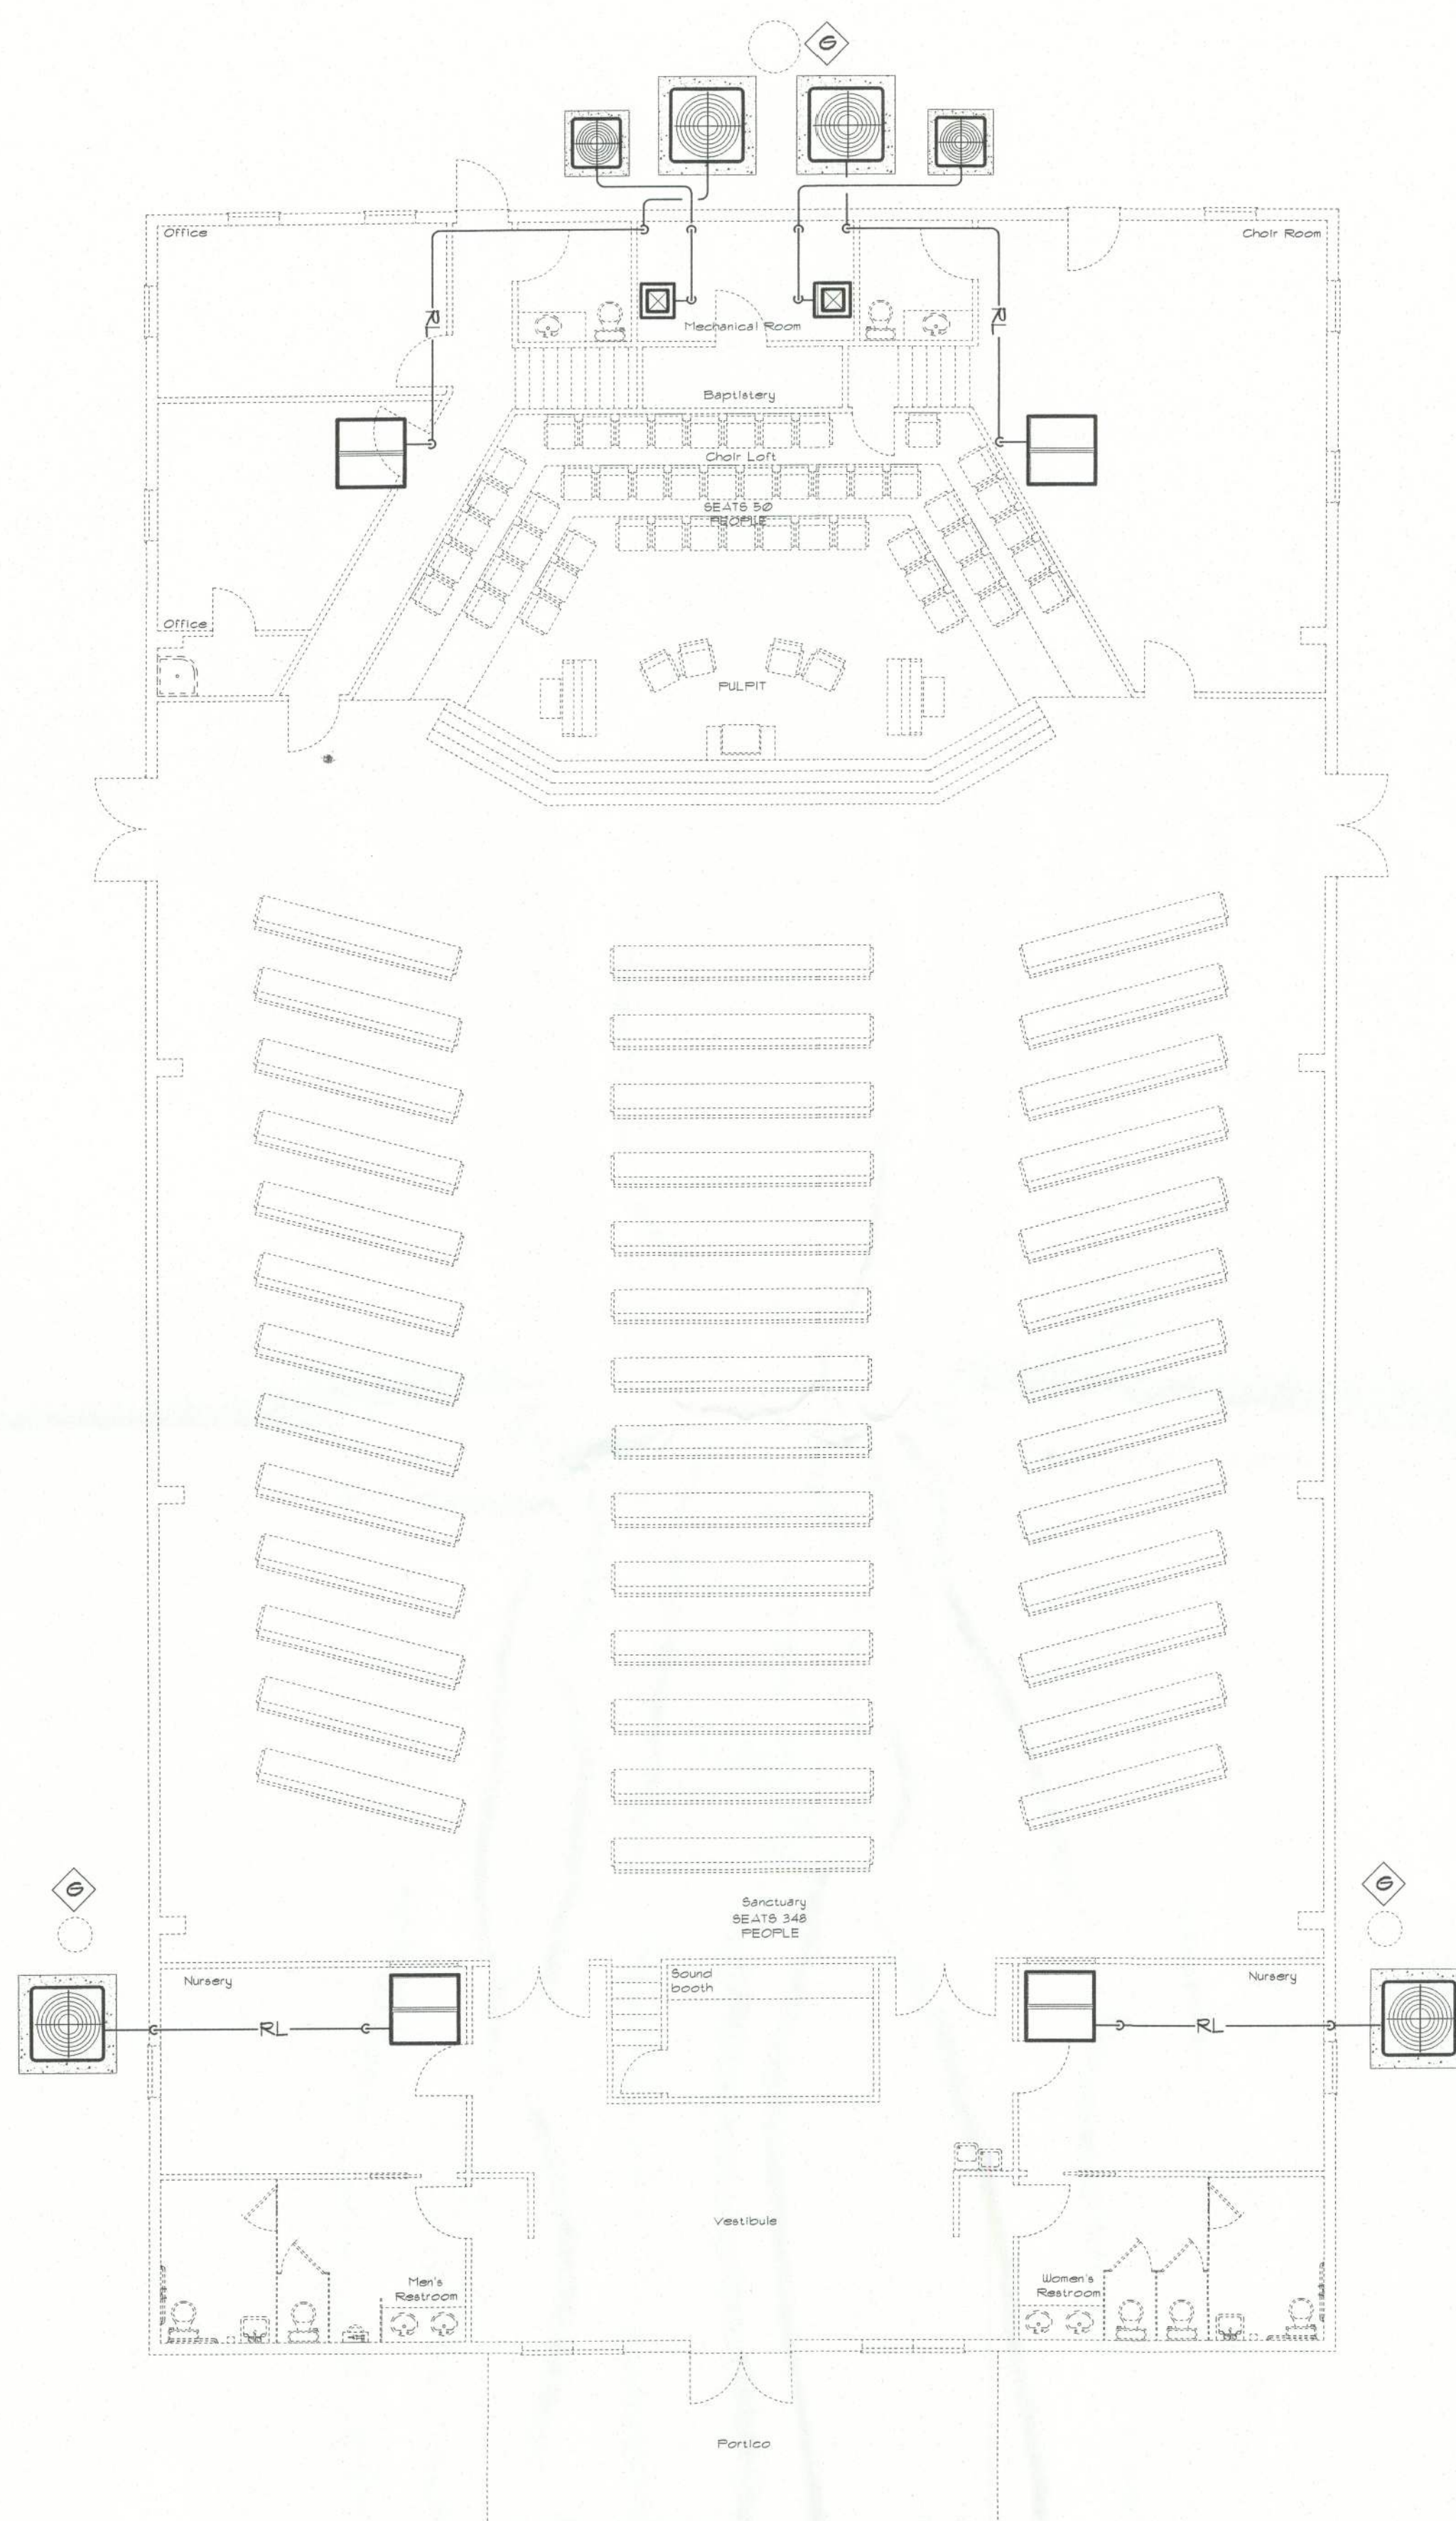 G
Office
Choir Room
RL
RL
Mechanical Room
Baptistery
Choir Loft
SEATS 50
PEOPLE
Office
PULPIT
G
G
Sanctuary
SEATS 348
PEOPLE
Nursery
Sound
booth
Nursery
RL
RL
Vestibule
Men's
Restroom
Women's
Restroom
Portico